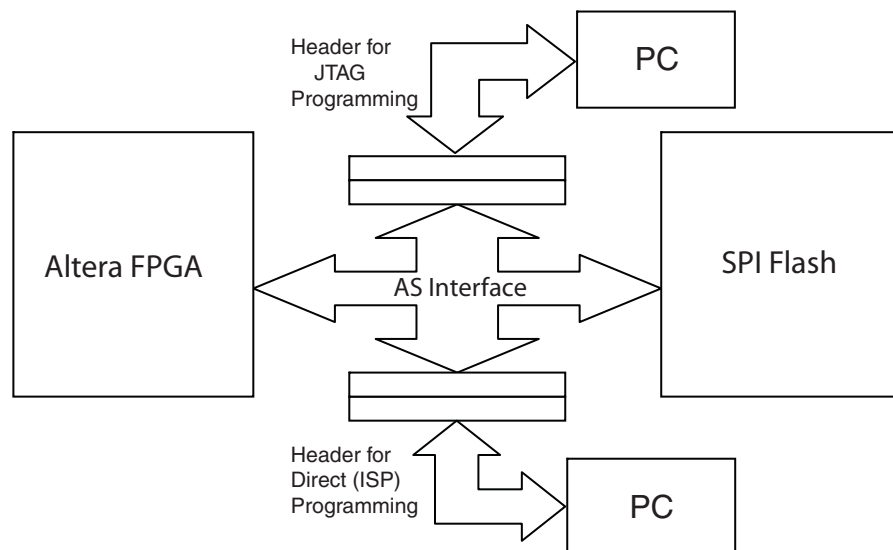 Header for
JTAG
Programming
PC
Altera FPGA
AS Interface
SPI Flash
Header for
Direct (ISP)
Programming
PC